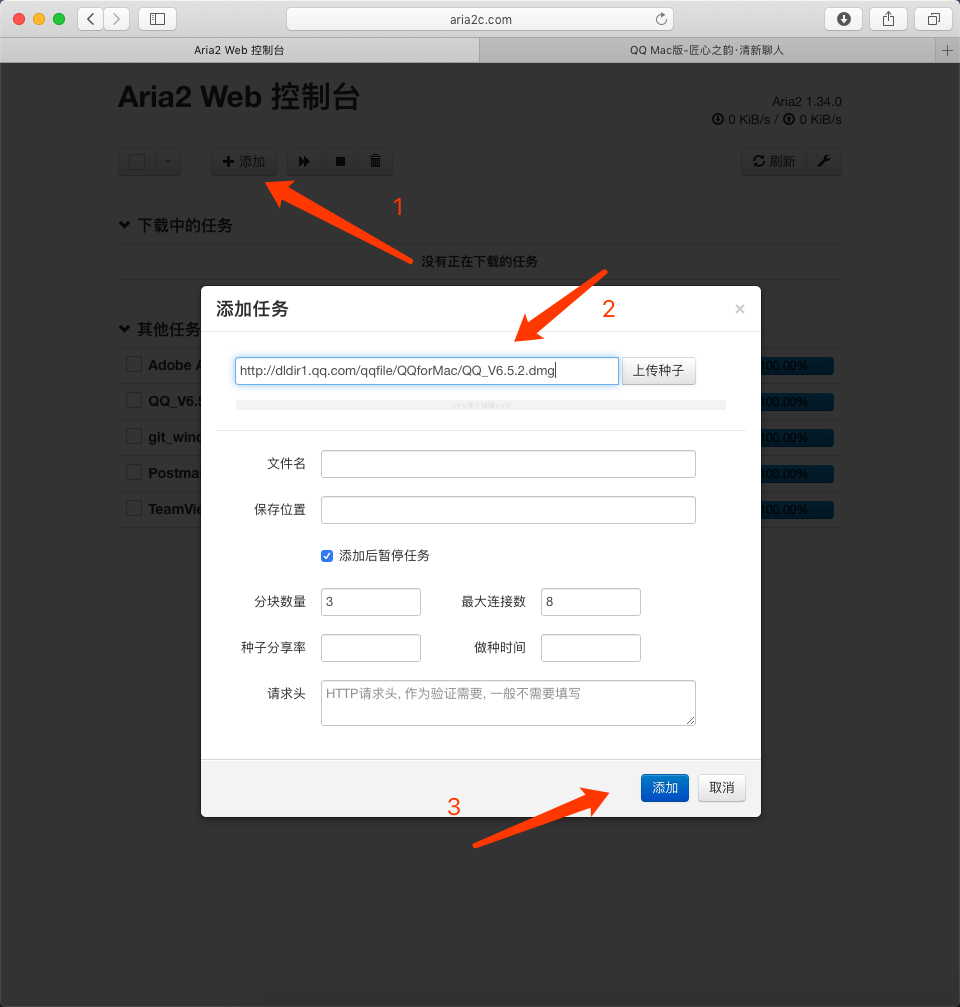 aria2c.com
Aria2 Web 控制台
QQ Mac版-匠心之韵·清新聊人
Aria2 Web 控制台
Aria2 1.34.0
0 KiB/s / 0 KiB/s
添加
刷新
1
下载中的任务
没有正在下载的任务
2
添加任务
×
其他任务
Adobe A
http://dldir1.qq.com/qqfile/QQforMac/QQ_V6.5.2.dmg
上传种子
QQ_V6.5
00.00%
git_wind
00.00%
文件名
Postma
00.00%
保存位置
TeamVie
00.00%
添加后暂停任务
分块数量 3 最大连接数 8
种子分享率 做种时间
请求头 HTTP请求头, 作为验证需要, 一般不需要填写
添加 取消
3